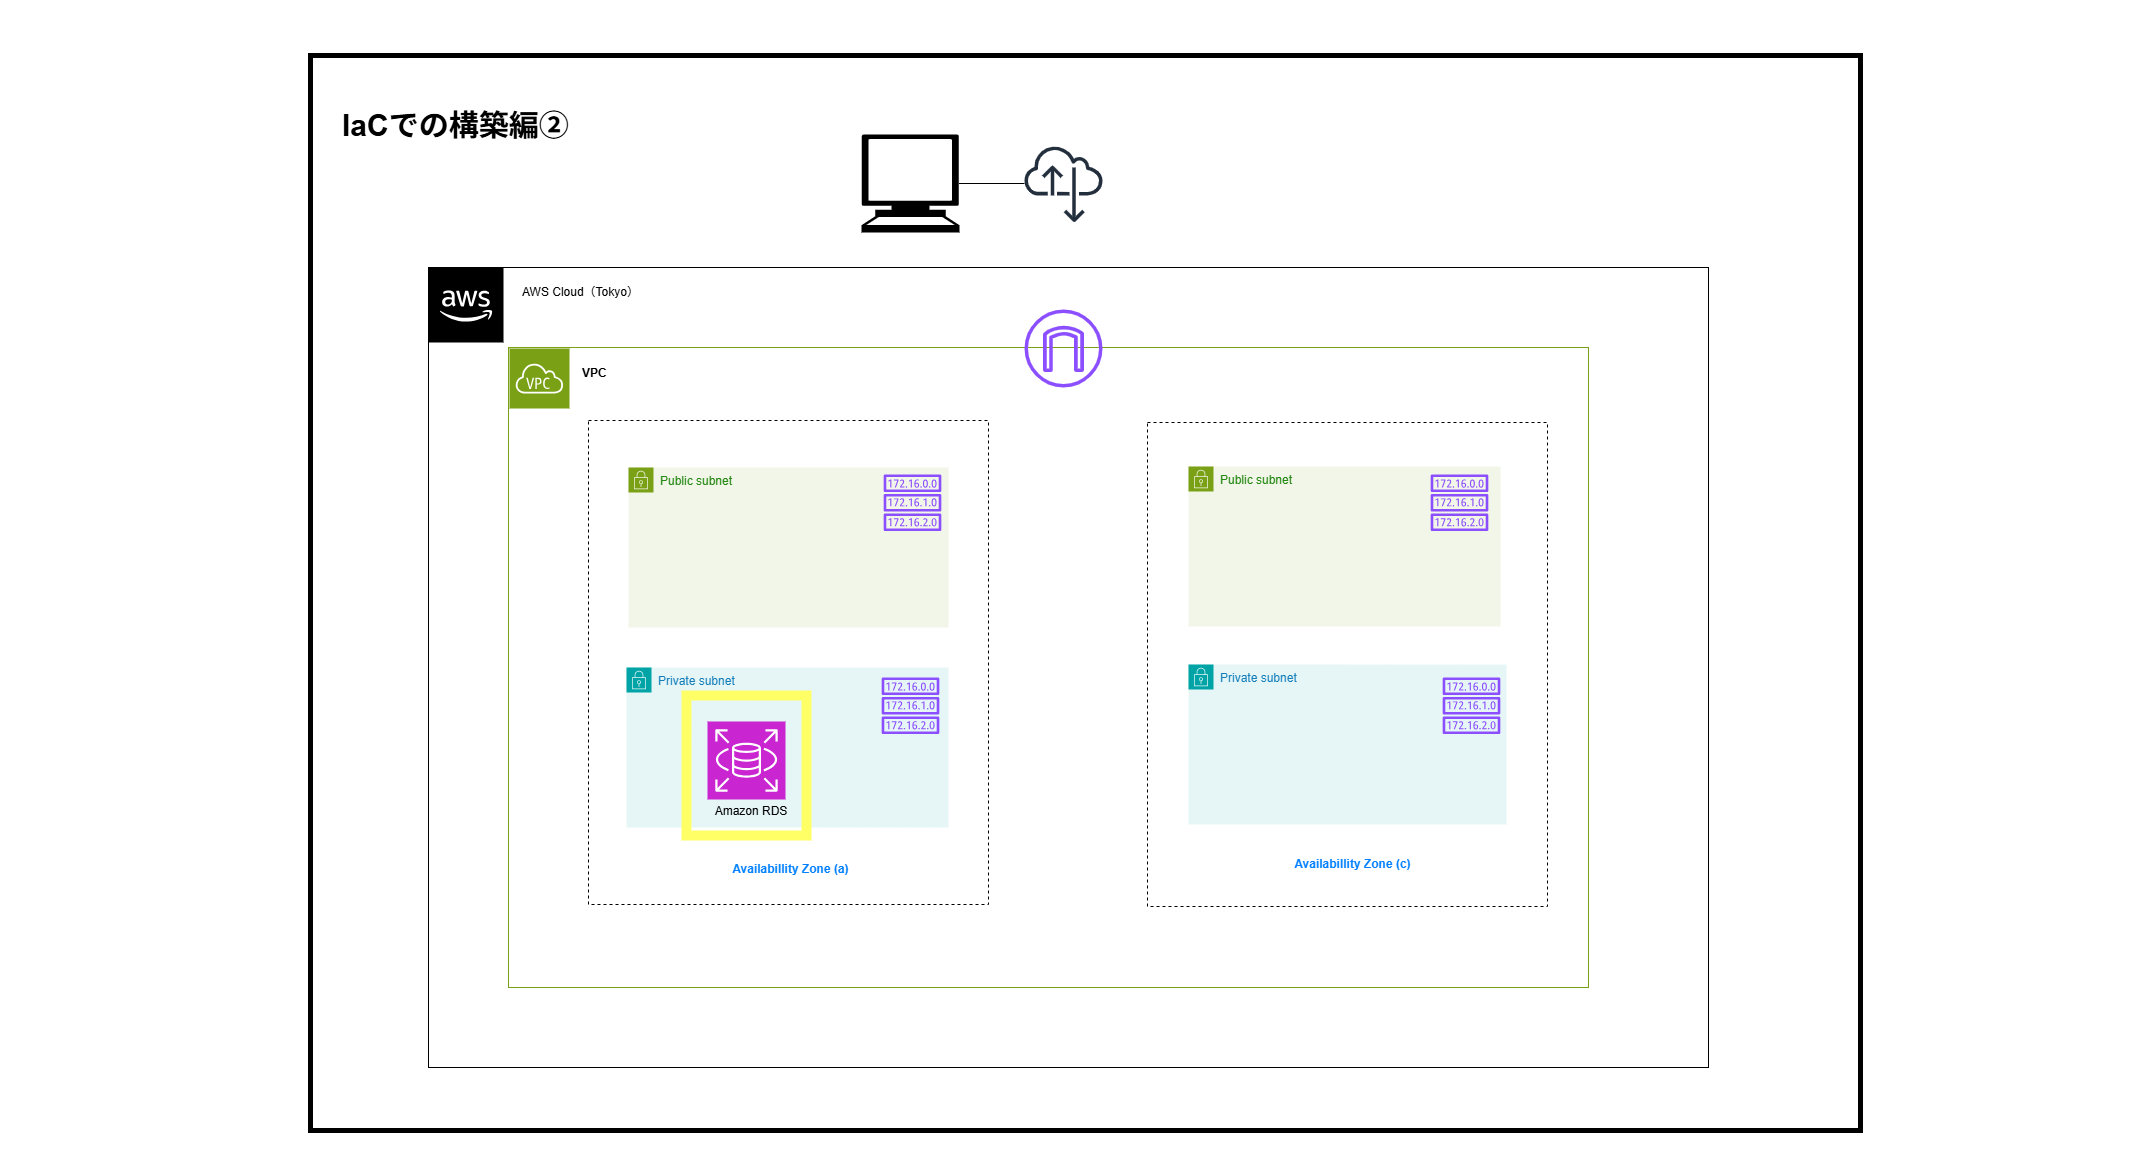 IaCでの構築編②
aws
AWS Cloud（Tokyo）
VPC
VPC
Public subnet
172.16.0.0
172.16.1.0
172.16.2.0
Public subnet
172.16.0.0
172.16.1.0
172.16.2.0
Private subnet
172.16.0.0
172.16.1.0
172.16.2.0
Amazon RDS
Availabillity Zone (a)
Private subnet
172.16.0.0
172.16.1.0
172.16.2.0
Availabillity Zone (c)